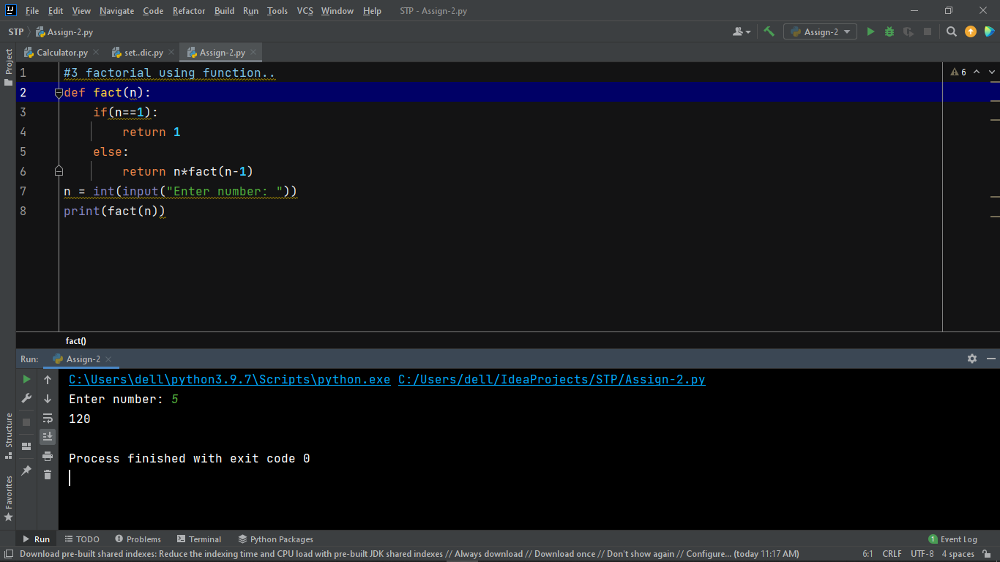 File Edit View Navigate Code Refactor Build Run Tools VCS Window Help STP - Assign-2.py
STP Assign-2.py Assign-2
Project
Calculator.py set..dic.py Assign-2.py
1 #3 factorial using function..
6
2 def fact(n):
3 if(n==1):
4 return 1
5 else:
6 return n*fact(n-1)
7 n = int(input("Enter number: "))
8 print(fact(n))
fact()
Run: Assign-2
C:\Users\dell\python3.9.7\Scripts\python.exe C:/Users/dell/IdeaProjects/STP/Assign-2.py
Enter number: 5
120
Process finished with exit code 0
Structure
Favorites
Run TODO Problems Terminal Python Packages 1 Event Log
Download pre-built shared indexes: Reduce the indexing time and CPU load with pre-built JDK shared indexes // Always download // Download once // Don't show again // Configure... (today 11:17 AM) 6:1 CRLF UTF-8 4 spaces